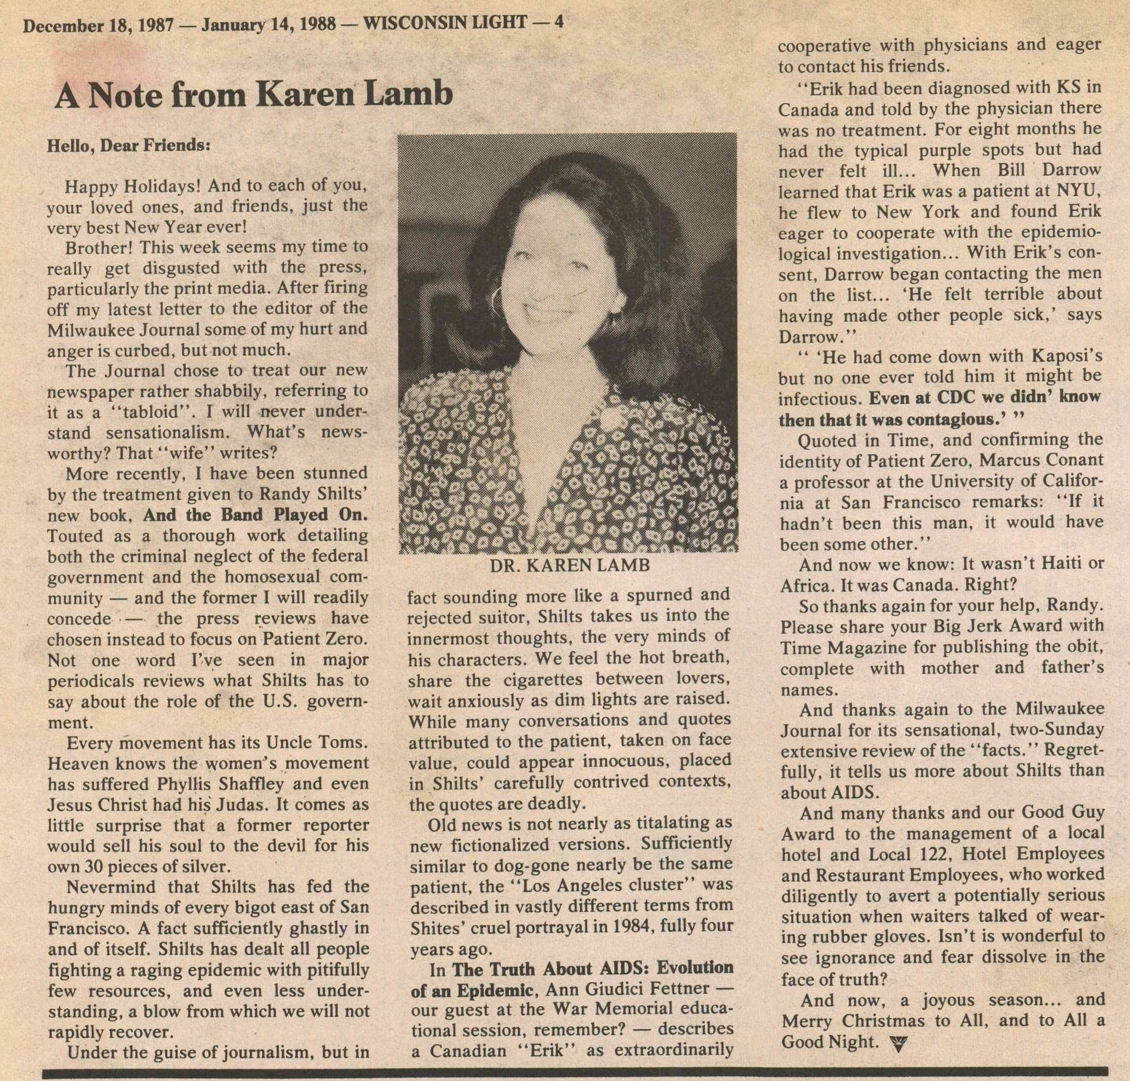 December 18, 1987 — January 14, 1988 — WISCONSIN LIGHT — 4
A Note from Karen Lamb
Hello, Dear Friends:
Happy Holidays! And to each of you,
your loved ones, and friends, just the
very best New Year ever!
Brother! This week seems my time to
really get disgusted with the press,
particularly the print media. After firing
off my latest letter to the editor of the
Milwaukee Journal some of my hurt and
anger is curbed, but not much.
The Journal chose to treat our new
newspaper rather shabbily, referring to
it as a "tabloid". I will never under-
stand sensationalism. What's news-
worthy? That "wife" writes?
More recently, I have been stunned
by the treatment given to Randy Shilts'
new book, And the Band Played On.
Touted as a thorough work detailing
both the criminal neglect of the federal
government and the homosexual com-
munity — and the former I will readily
concede — the press reviews have
chosen instead to focus on Patient Zero.
Not one word I've seen in major
periodicals reviews what Shilts has to
say about the role of the U.S. govern-
ment.
Every movement has its Uncle Toms.
Heaven knows the women's movement
has suffered Phyllis Shaffley and even
Jesus Christ had his Judas. It comes as
little surprise that a former reporter
would sell his soul to the devil for his
own 30 pieces of silver.
Nevermind that Shilts has fed the
hungry minds of every bigot east of San
Francisco. A fact sufficiently ghastly in
and of itself. Shilts has dealt all people
fighting a raging epidemic with pitifully
few resources, and even less under-
standing, a blow from which we will not
rapidly recover.
Under the guise of journalism, but in
DR. KAREN LAMB
fact sounding more like a spurned and
rejected suitor, Shilts takes us into the
innermost thoughts, the very minds of
his characters. We feel the hot breath,
share the cigarettes between lovers,
wait anxiously as dim lights are raised.
While many conversations and quotes
attributed to the patient, taken on face
value, could appear innocuous, placed
in Shilts' carefully contrived contexts,
the quotes are deadly.
Old news is not nearly as titalating as
new fictionalized versions. Sufficiently
similar to dog-gone nearly be the same
patient, the "Los Angeles cluster" was
described in vastly different terms from
Shites' cruel portrayal in 1984, fully four
years ago.
In The Truth About AIDS: Evolution
of an Epidemic, Ann Giudici Fettner —
our guest at the War Memorial educa-
tional session, remember? — describes
a Canadian "Erik" as extraordinarily
cooperative with physicians and eager
to contact his friends.
"Erik had been diagnosed with KS in
Canada and told by the physician there
was no treatment. For eight months he
had the typical purple spots but had
never felt ill... When Bill Darrow
learned that Erik was a patient at NYU,
he flew to New York and found Erik
eager to cooperate with the epidemio-
logical investigation... With Erik's con-
sent, Darrow began contacting the men
on the list... 'He felt terrible about
having made other people sick,' says
Darrow."
" 'He had come down with Kaposi's
but no one ever told him it might be
infectious. Even at CDC we didn' know
then that it was contagious.' "
Quoted in Time, and confirming the
identity of Patient Zero, Marcus Conant
a professor at the University of Califor-
nia at San Francisco remarks: "If it
hadn't been this man, it would have
been some other."
And now we know: It wasn't Haiti or
Africa. It was Canada. Right?
So thanks again for your help, Randy.
Please share your Big Jerk Award with
Time Magazine for publishing the obit,
complete with mother and father's
names.
And thanks again to the Milwaukee
Journal for its sensational, two-Sunday
extensive review of the "facts." Regret-
fully, it tells us more about Shilts than
about AIDS.
And many thanks and our Good Guy
Award to the management of a local
hotel and Local 122, Hotel Employees
and Restaurant Employees, who worked
diligently to avert a potentially serious
situation when waiters talked of wear-
ing rubber gloves. Isn't is wonderful to
see ignorance and fear dissolve in the
face of truth?
And now, a joyous season... and
Merry Christmas to All, and to All a
Good Night.